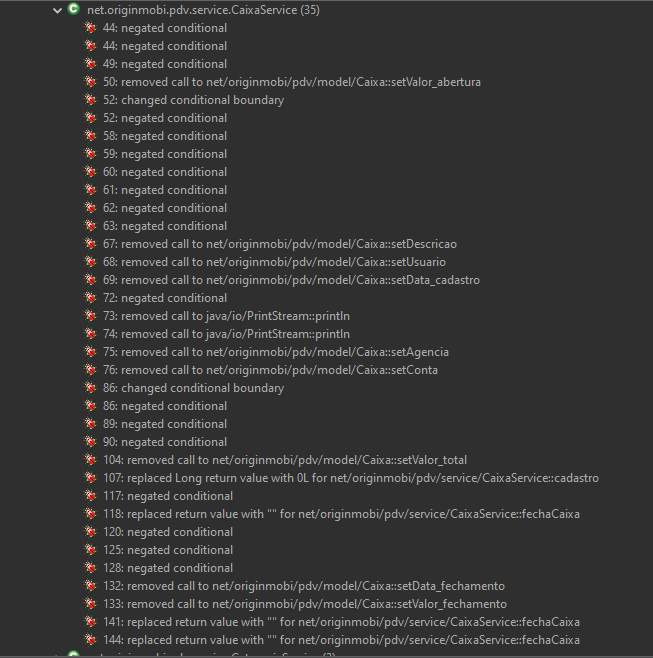 net.originmobi.pdv.service.CaixaService (35)
44: negated conditional
44: negated conditional
49: negated conditional
50: removed call to net/originmobi/pdv/model/Caixa::setValor_abertura
52: changed conditional boundary
52: negated conditional
58: negated conditional
59: negated conditional
60: negated conditional
61: negated conditional
62: negated conditional
63: negated conditional
67: removed call to net/originmobi/pdv/model/Caixa::setDescricao
68: removed call to net/originmobi/pdv/model/Caixa::setUsuario
69: removed call to net/originmobi/pdv/model/Caixa::setData_cadastro
72: negated conditional
73: removed call to java/io/PrintStream::println
74: removed call to java/io/PrintStream::println
75: removed call to net/originmobi/pdv/model/Caixa::setAgencia
76: removed call to net/originmobi/pdv/model/Caixa::setConta
86: changed conditional boundary
86: negated conditional
89: negated conditional
90: negated conditional
104: removed call to net/originmobi/pdv/model/Caixa::setValor_total
107: replaced Long return value with 0L for net/originmobi/pdv/service/CaixaService::cadastro
117: negated conditional
118: replaced return value with "" for net/originmobi/pdv/service/CaixaService::fechaCaixa
120: negated conditional
125: negated conditional
128: negated conditional
132: removed call to net/originmobi/pdv/model/Caixa::setData_fechamento
133: removed call to net/originmobi/pdv/model/Caixa::setValor_fechamento
141: replaced return value with "" for net/originmobi/pdv/service/CaixaService::fechaCaixa
144: replaced return value with "" for net/originmobi/pdv/service/CaixaService::fechaCaixa